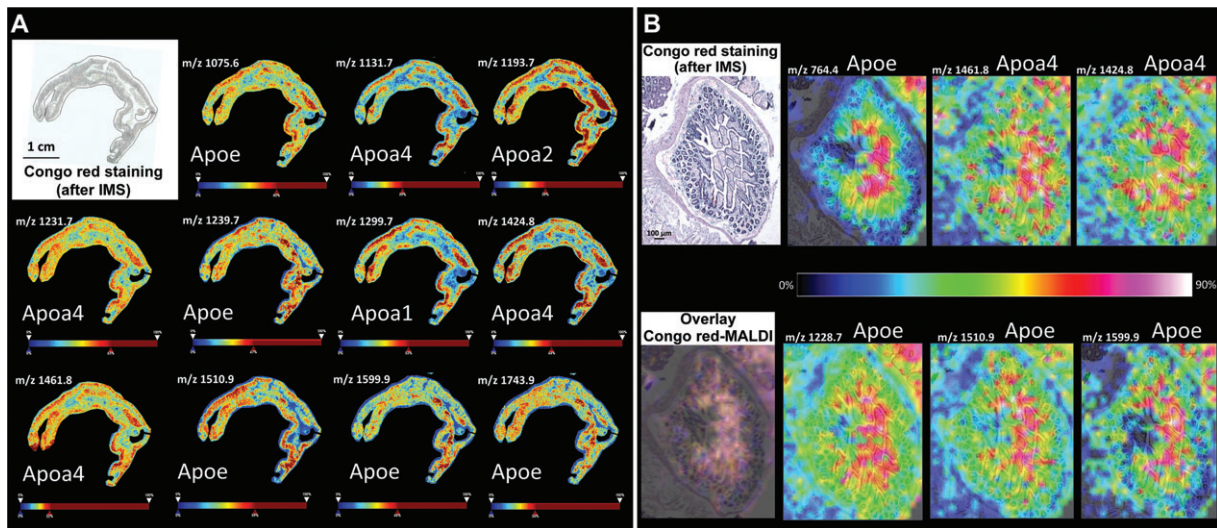 A
1 cm
Congo red staining
(after IMS)
m/z 1075.6
Apoe
m/z 1131.7
Apoa4
m/z 1193.7
Apoa2
m/z 1231.7
Apoa4
m/z 1239.7
Apoe
m/z 1299.7
Apoa1
m/z 1424.8
Apoa4
m/z 1461.8
Apoa4
m/z 1510.9
Apoe
m/z 1599.9
Apoe
m/z 1743.9
Apoe
B
Congo red staining
(after IMS)
100 µm
Apoe
m/z 764.4
Apoa4
m/z 1461.8
Apoa4
m/z 1424.8
0%
90%
Overlay
Congo red-MALDI
Apoe
m/z 1228.7
Apoe
m/z 1510.9
Apoe
m/z 1599.9